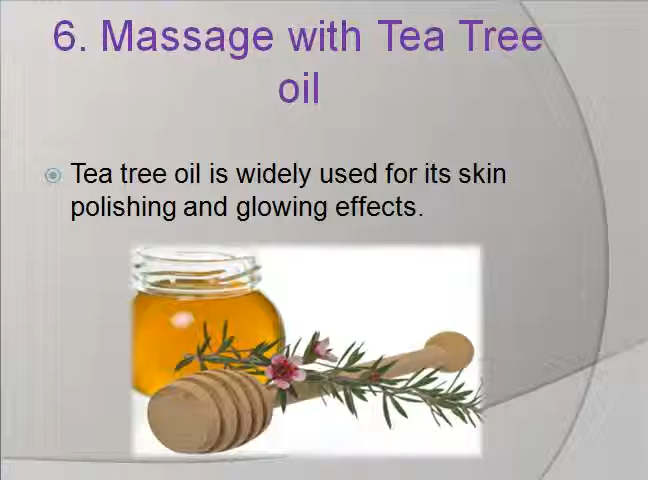 6. Massage with Tea Tree
oil
Tea tree oil is widely used for its skin
polishing and glowing effects.